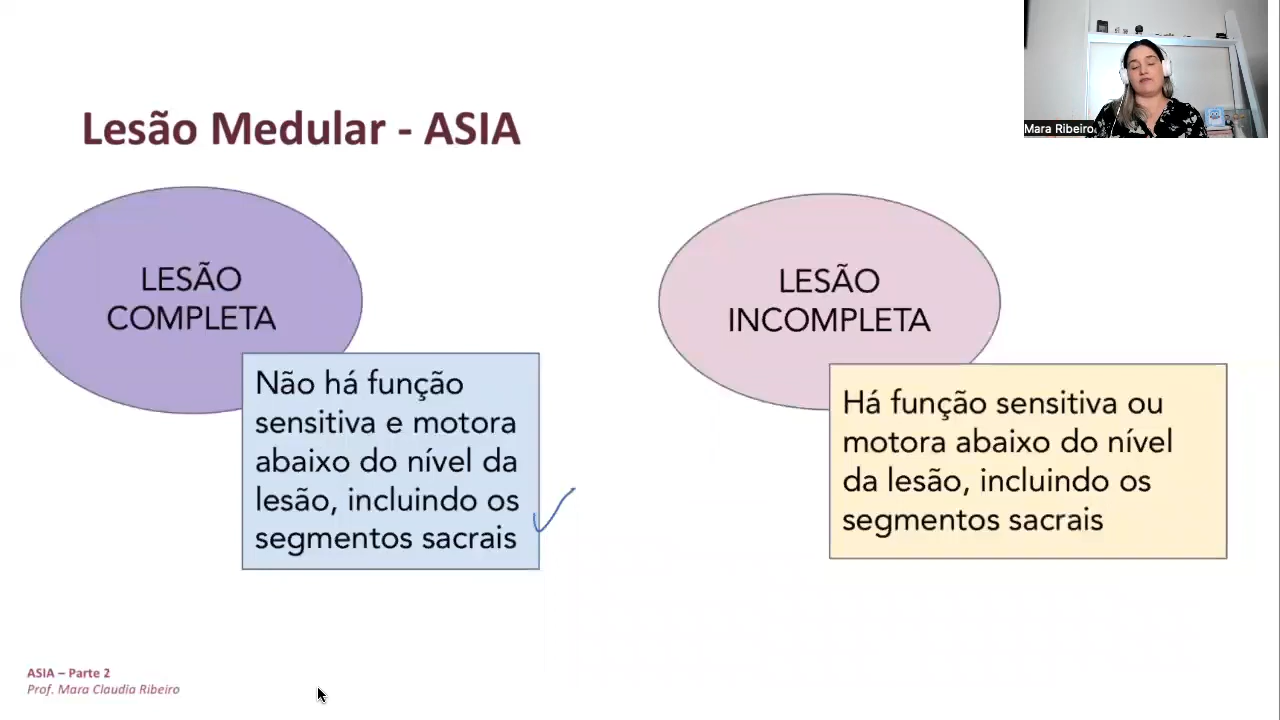 Mara Ribeiro
Lesão Medular - ASIA
LESÃO
COMPLETA
Não há função
sensitiva e motora
abaixo do nível da
lesão, incluindo os
segmentos sacrais
LESÃO
INCOMPLETA
Há função sensitiva ou
motora abaixo do nível
da lesão, incluindo os
segmentos sacrais
ASIA – Parte 2
Prof. Mara Claudia Ribeiro